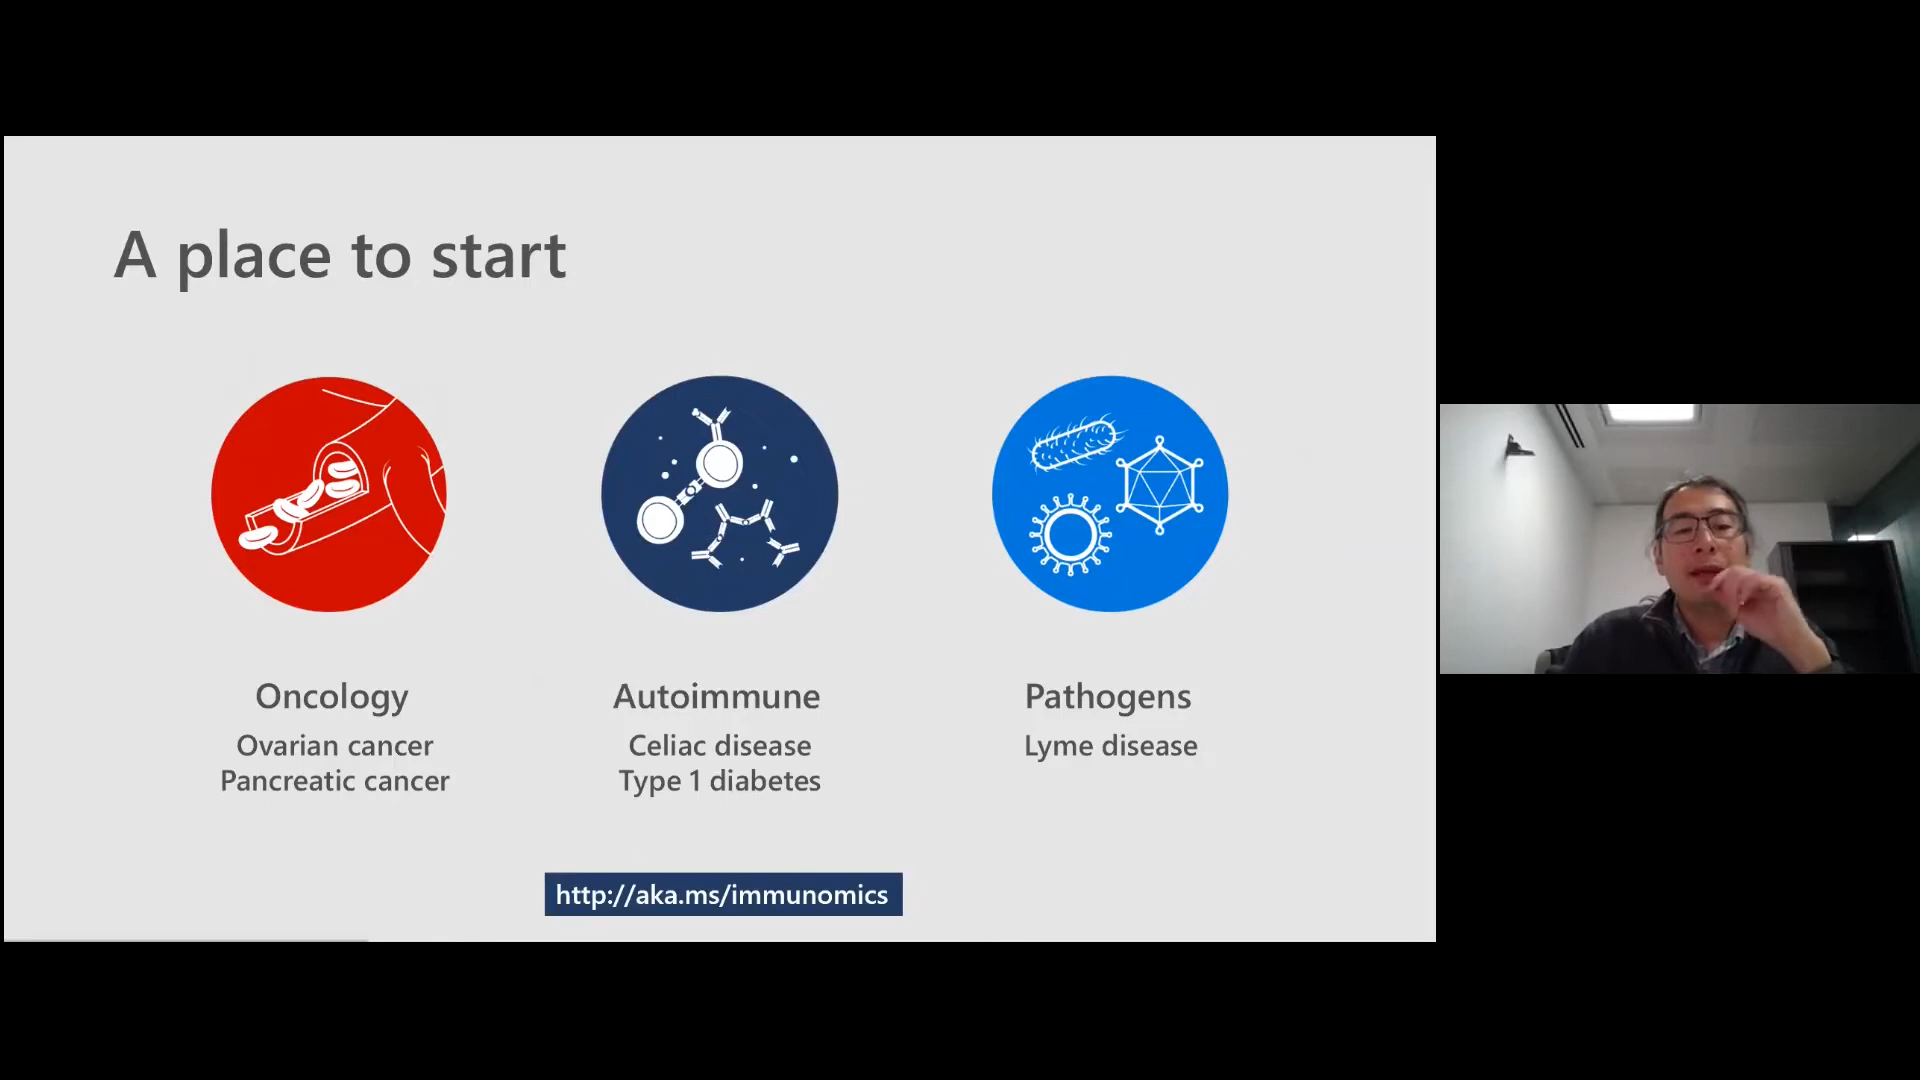 A place to start
Oncology
Ovarian cancer
Pancreatic cancer
Autoimmune
Celiac disease
Type 1 diabetes
Pathogens
Lyme disease
http://aka.ms/immunomics